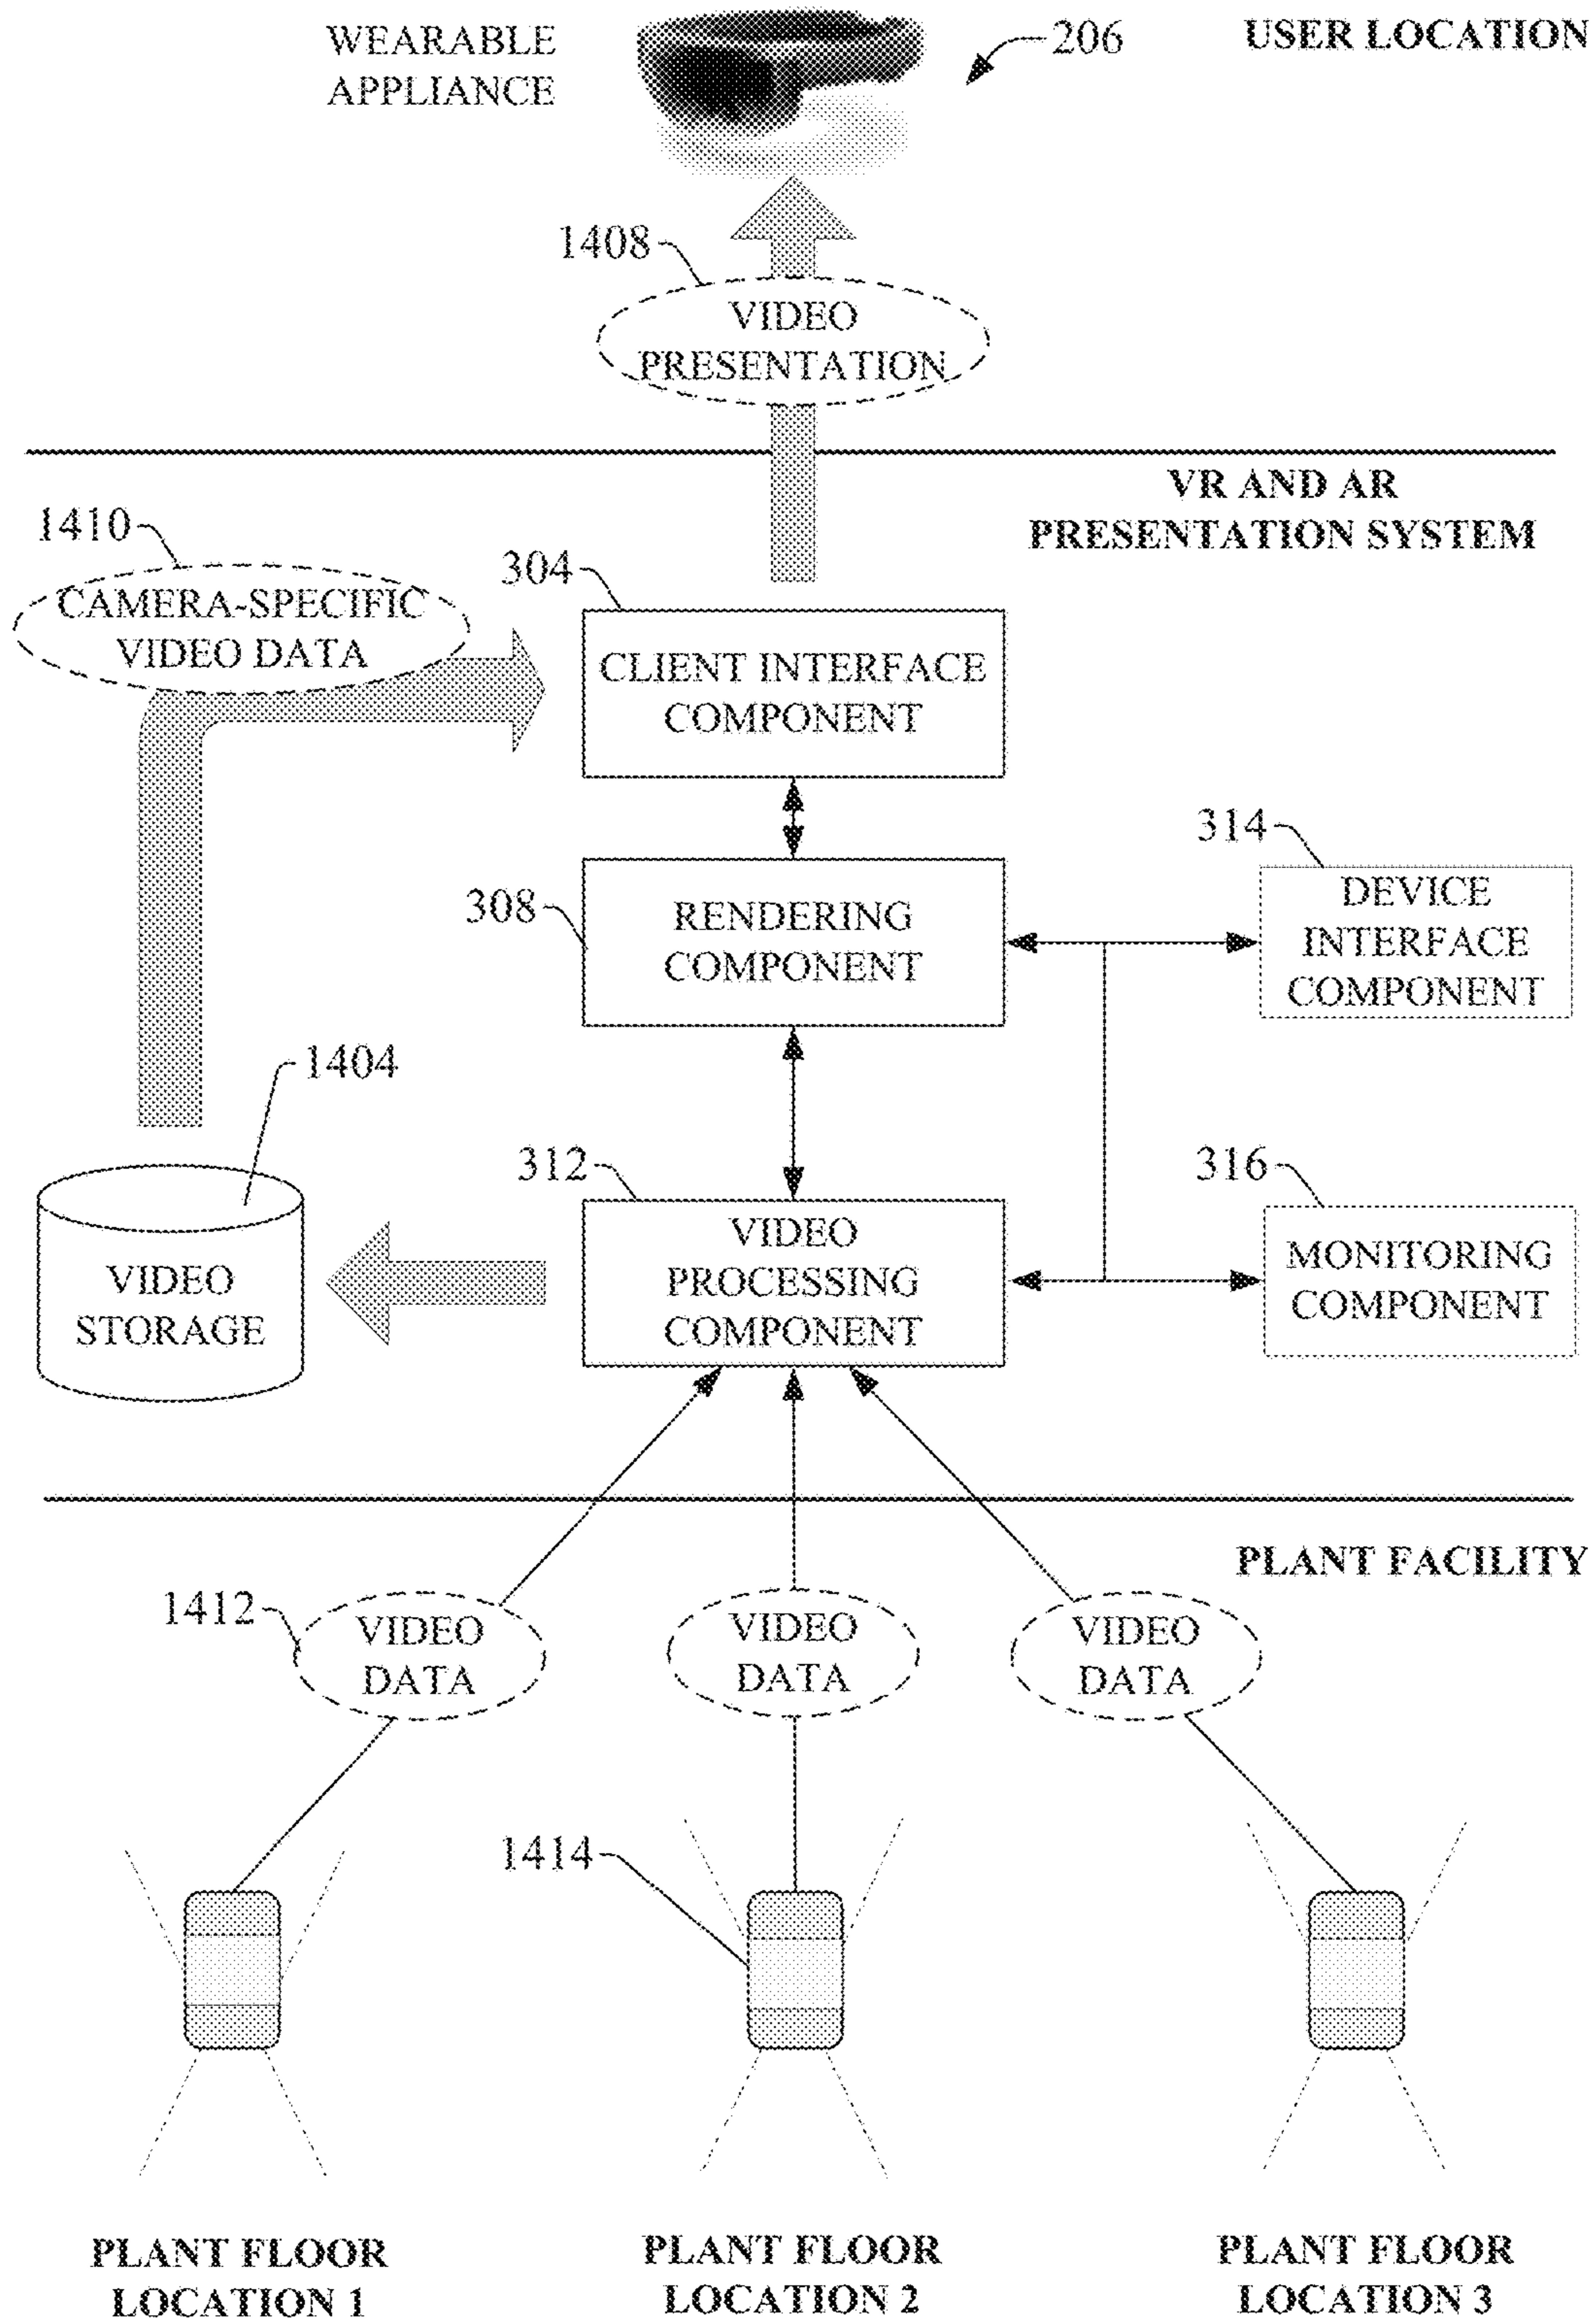 WEARABLE
APPLIANCE
206
USER LOCATION
1408
VIDEO
PRESENTATION
VR AND AR
PRESENTATION SYSTEM
1410
CAMERA-SPECIFIC
VIDEO DATA
304
CLIENT INTERFACE
COMPONENT
314
DEVICE
INTERFACE
COMPONENT
308
RENDERING
COMPONENT
1404
VIDEO
STORAGE
312
VIDEO
PROCESSING
COMPONENT
316
MONITORING
COMPONENT
PLANT FACILITY
1412
VIDEO
DATA
VIDEO
DATA
VIDEO
DATA
1414
PLANT FLOOR
LOCATION 1
PLANT FLOOR
LOCATION 2
PLANT FLOOR
LOCATION 3